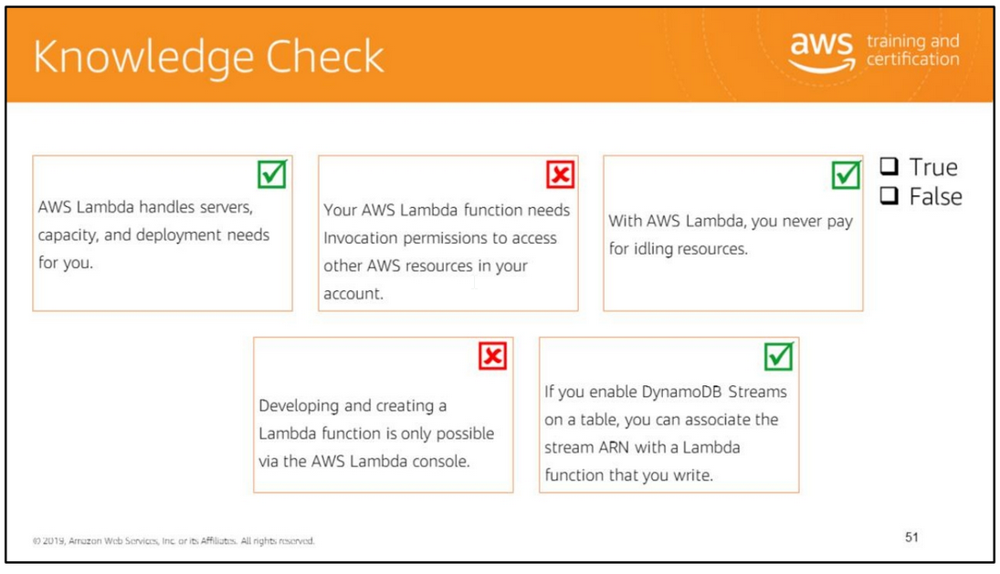 Knowledge Check
aws training and
certification
AWS Lambda handles servers,
capacity, and deployment needs
for you.
Your AWS Lambda function needs
Invocation permissions to access
other AWS resources in your
account.
With AWS Lambda, you never pay
for idling resources.
True
False
Developing and creating a
Lambda function is only possible
via the AWS Lambda console.
If you enable DynamoDB Streams
on a table, you can associate the
stream ARN with a Lambda
function that you write.
© 2019, Amazon Web Services, Inc. or its Affiliates. All rights reserved.
51